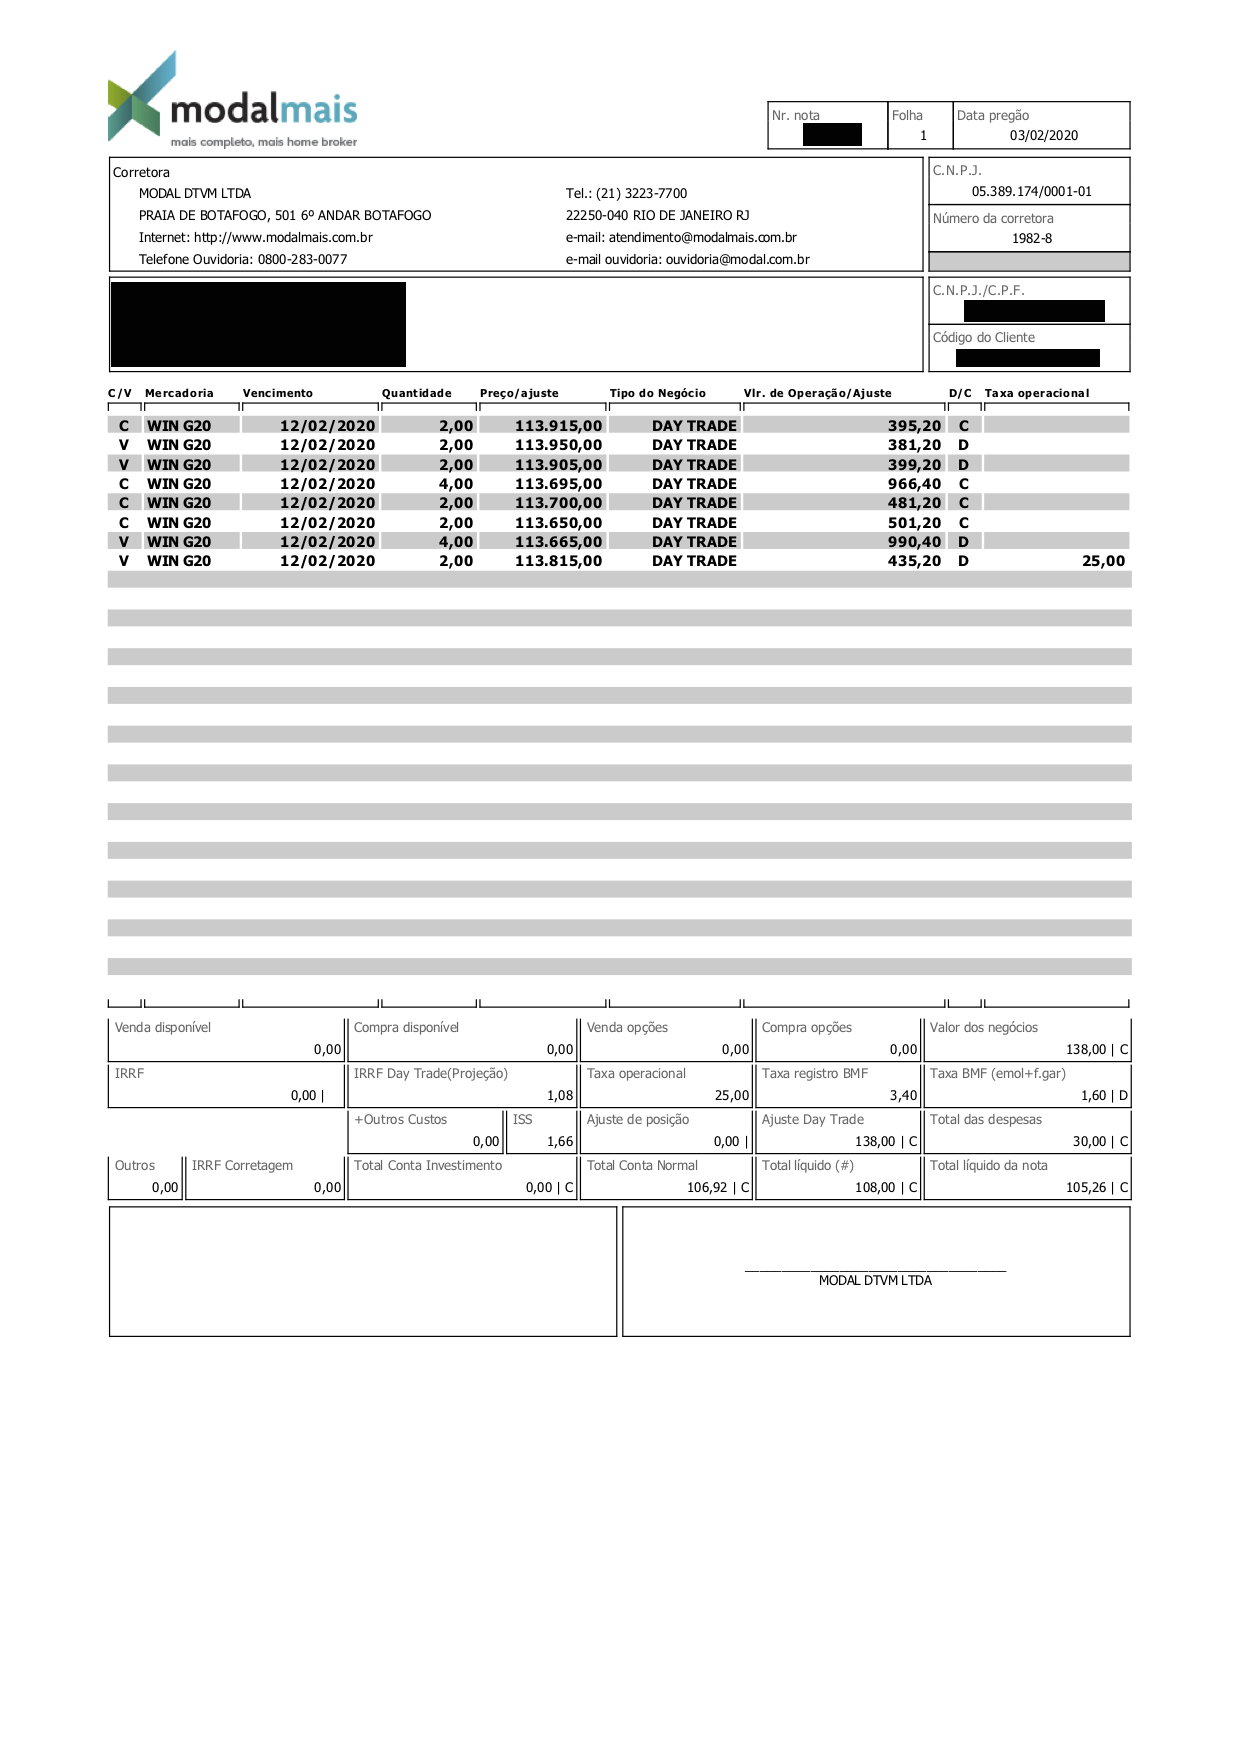 modalmais
mais completo, mais home broker
Nr. nota Folha Data pregão
1 03/02/2020
Corretora
MODAL DTVM LTDA Tel.: (21) 3223-7700
PRAIA DE BOTAFOGO, 501 6º ANDAR BOTAFOGO 22250-040 RIO DE JANEIRO RJ
Internet: http://www.modalmais.com.br e-mail: atendimento@modalmais.com.br
Telefone Ouvidoria: 0800-283-0077 e-mail ouvidoria: ouvidoria@modal.com.br
C.N.P.J.
05.389.174/0001-01
Número da corretora
1982-8
C.N.P.J./C.P.F.
Código do Cliente
C/V Mercadoria Vencimento Quantidade Preço/ajuste Tipo do Negócio Vlr. de Operação/Ajuste D/C Taxa operacional
C WIN G20 12/02/2020 2,00 113.915,00 DAY TRADE 395,20 C
V WIN G20 12/02/2020 2,00 113.950,00 DAY TRADE 381,20 D
V WIN G20 12/02/2020 2,00 113.905,00 DAY TRADE 399,20 D
C WIN G20 12/02/2020 4,00 113.695,00 DAY TRADE 966,40 C
C WIN G20 12/02/2020 2,00 113.700,00 DAY TRADE 481,20 C
C WIN G20 12/02/2020 2,00 113.650,00 DAY TRADE 501,20 C
V WIN G20 12/02/2020 4,00 113.665,00 DAY TRADE 990,40 D
V WIN G20 12/02/2020 2,00 113.815,00 DAY TRADE 435,20 D 25,00
Venda disponível Compra disponível Venda opções Compra opções Valor dos negócios
0,00 0,00 0,00 0,00 138,00 | C
IRRF IRRF Day Trade(Projeção) Taxa operacional Taxa registro BMF Taxa BMF (emol+f.gar)
0,00 | 1,08 25,00 3,40 1,60 | D
+Outros Custos ISS Ajuste de posição Ajuste Day Trade Total das despesas
0,00 1,66 0,00 | 138,00 | C 30,00 | C
Outros IRRF Corretagem Total Conta Investimento Total Conta Normal Total líquido (#) Total líquido da nota
0,00 0,00 0,00 | C 106,92 | C 108,00 | C 105,26 | C
MODAL DTVM LTDA